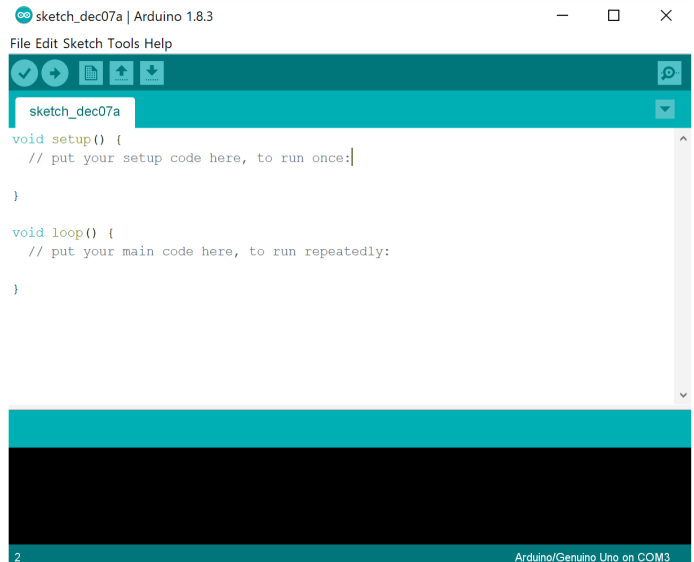 sketch_dec07a | Arduino 1.8.3
File Edit Sketch Tools Help
sketch_dec07a
void setup() {
  // put your setup code here, to run once:

}

void loop() {
  // put your main code here, to run repeatedly:

}
2 Arduino/Genuino Uno on COM3